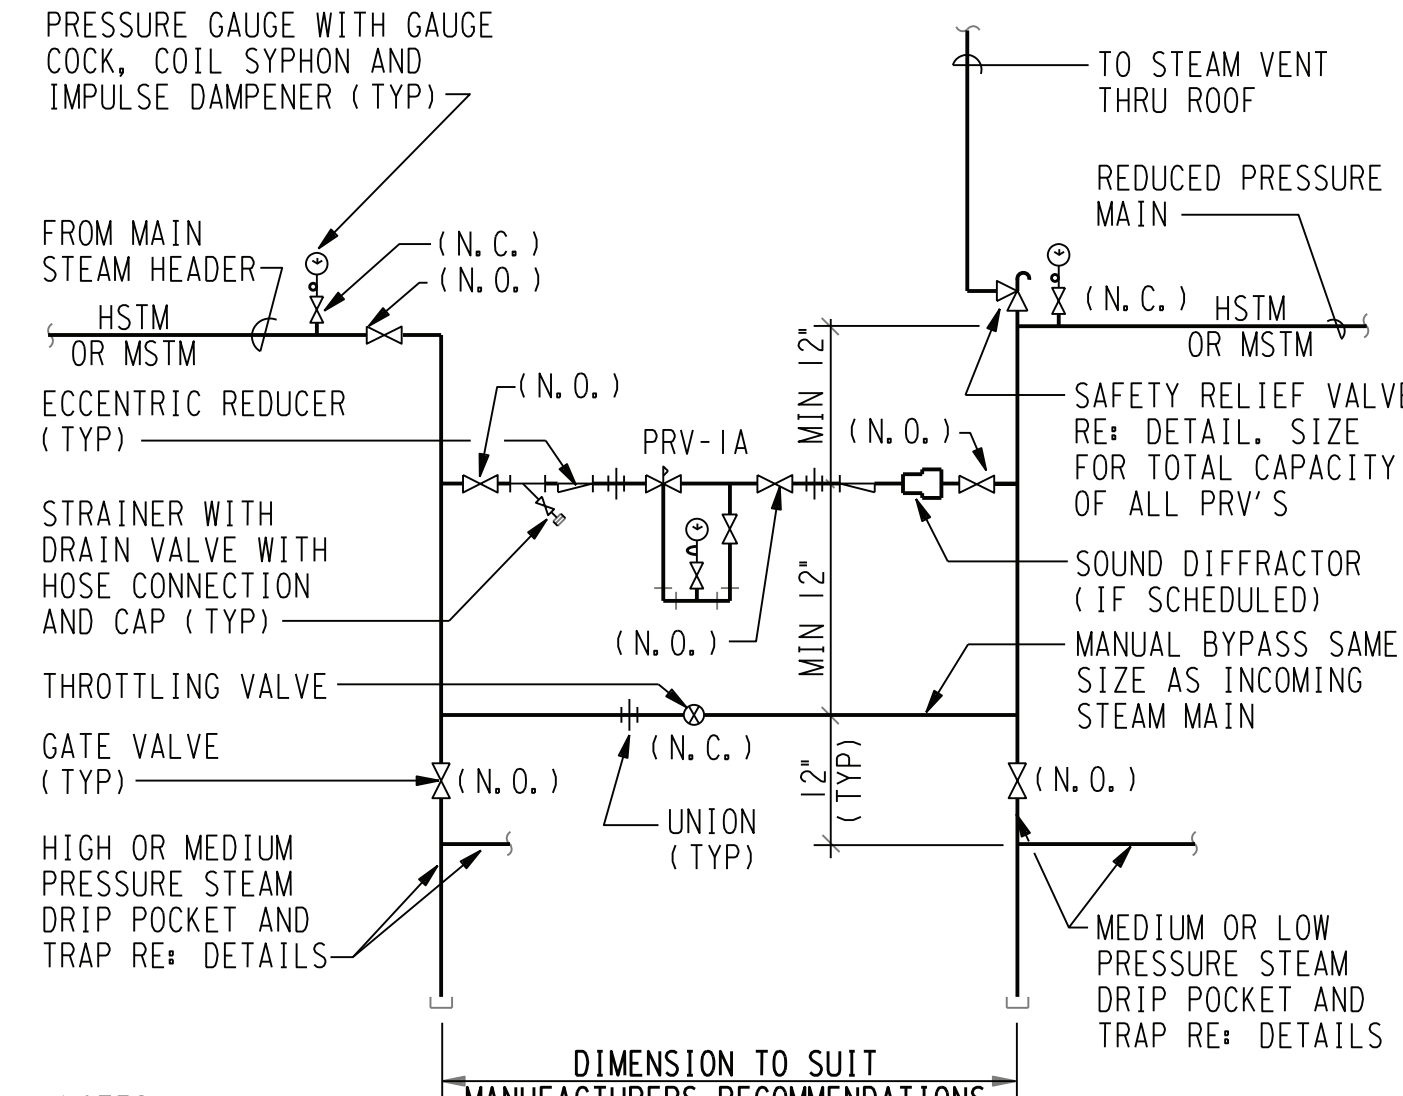 PRESSURE GAUGE WITH GAUGE
COCK, COIL SYPHON AND
IMPULSE DAMPENER (TYP)
TO STEAM VENT
THRU ROOF
REDUCED PRESSURE
MAIN
FROM MAIN
STEAM HEADER
(N.C.)
(N.O.)
HSTM
OR MSTM
(N.C.)
HSTM
OR MSTM
MIN 12"
ECCENTRIC REDUCER
(TYP)
(N.O.)
PRV-1A
(N.O.)
SAFETY RELIEF VALVE
RE: DETAIL. SIZE
FOR TOTAL CAPACITY
OF ALL PRV'S
STRAINER WITH
DRAIN VALVE WITH
HOSE CONNECTION
AND CAP (TYP)
(N.O.)
MIN 12"
SOUND DIFFRACTOR
(IF SCHEDULED)
MANUAL BYPASS SAME
SIZE AS INCOMING
STEAM MAIN
THROTTLING VALVE
(N.C.)
GATE VALVE
(TYP)
(N.O.)
12"
(TYP)
(N.O.)
UNION
(TYP)
HIGH OR MEDIUM
PRESSURE STEAM
DRIP POCKET AND
TRAP RE: DETAILS
MEDIUM OR LOW
PRESSURE STEAM
DRIP POCKET AND
TRAP RE: DETAILS
DIMENSION TO SUIT
MANUFACTURERS RECOMMENDATIONS